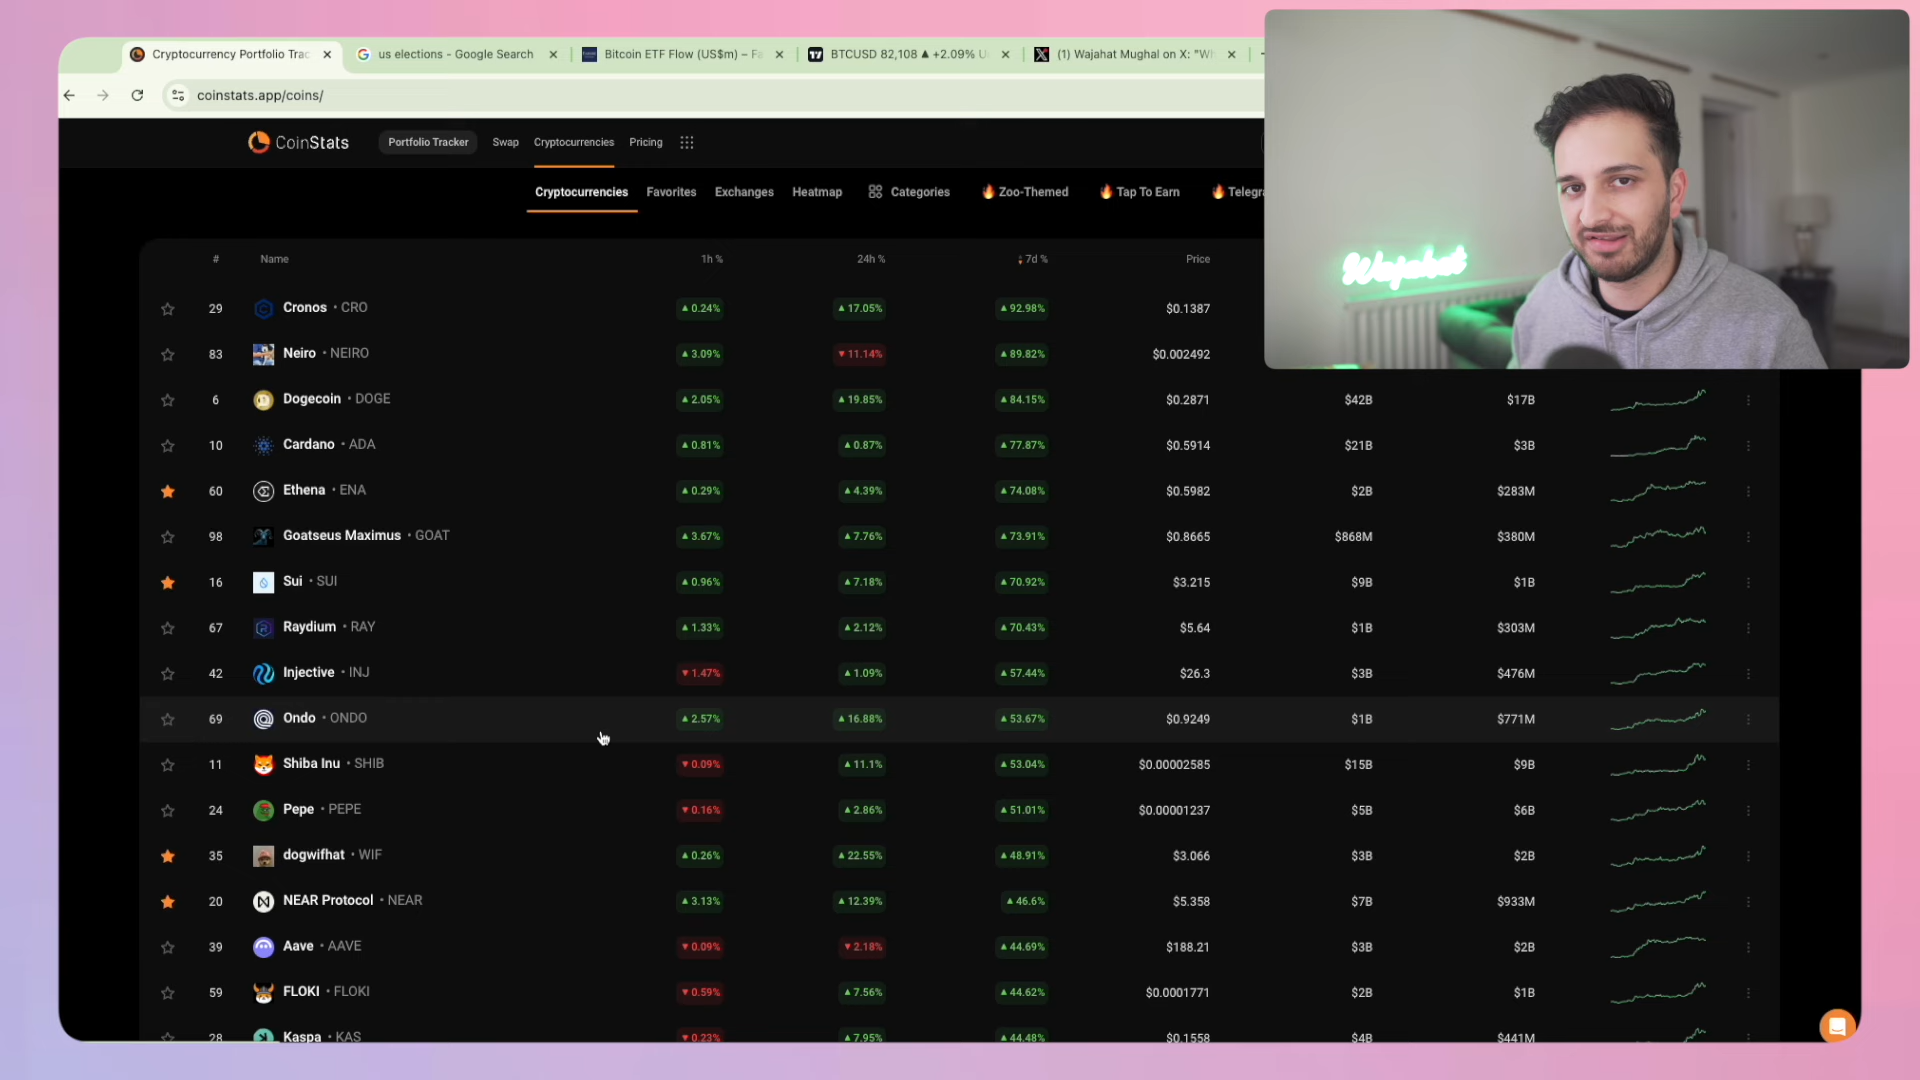 Cryptocurrency Portfolio Trac
us elections - Google Search
Bitcoin ETF Flow (US$m) – Fa
BTCUSD 82,108 ▲ +2.09% U
(1) Wajahat Mughal on X: "Wh
coinstats.app/coins/
CoinStats Portfolio Tracker Swap Cryptocurrencies Pricing
Cryptocurrencies Favorites Exchanges Heatmap Categories 🔥 Zoo-Themed 🔥 Tap To Earn 🔥 Telegra
Wajahat
# Name 1h % 24h % 7d % Price
29 Cronos • CRO ▲ 0.24% ▲ 17.05% ▲ 92.98% $0.1387
83 Neiro • NEIRO ▲ 3.09% ▼ 11.14% ▲ 89.82% $0.002492
6 Dogecoin • DOGE ▲ 2.05% ▲ 19.85% ▲ 84.15% $0.2871 $42B $17B
10 Cardano • ADA ▲ 0.81% ▲ 0.87% ▲ 77.87% $0.5914 $21B $3B
60 Ethena • ENA ▲ 0.29% ▲ 4.39% ▲ 74.08% $0.5982 $2B $283M
98 Goatseus Maximus • GOAT ▲ 3.67% ▲ 7.76% ▲ 73.91% $0.8665 $868M $380M
16 Sui • SUI ▲ 0.96% ▲ 7.18% ▲ 70.92% $3.215 $9B $1B
67 Raydium • RAY ▲ 1.33% ▲ 2.12% ▲ 70.43% $5.64 $1B $303M
42 Injective • INJ ▼ 1.47% ▲ 1.09% ▲ 57.44% $26.3 $3B $476M
69 Ondo • ONDO ▲ 2.57% ▲ 16.88% ▲ 53.67% $0.9249 $1B $771M
11 Shiba Inu • SHIB ▼ 0.09% ▲ 11.1% ▲ 53.04% $0.00002585 $15B $9B
24 Pepe • PEPE ▼ 0.16% ▲ 2.86% ▲ 51.01% $0.00001237 $5B $6B
35 dogwifhat • WIF ▲ 0.26% ▲ 22.55% ▲ 48.91% $3.066 $3B $2B
20 NEAR Protocol • NEAR ▲ 3.13% ▲ 12.39% ▲ 46.6% $5.358 $7B $933M
39 Aave • AAVE ▼ 0.09% ▼ 2.18% ▲ 44.69% $188.21 $3B $2B
59 FLOKI • FLOKI ▼ 0.59% ▲ 7.56% ▲ 44.62% $0.0001771 $2B $1B
28 Kaspa • KAS ▼ 0.23% ▲ 7.95% ▲ 44.48% $0.1558 $4B $441M